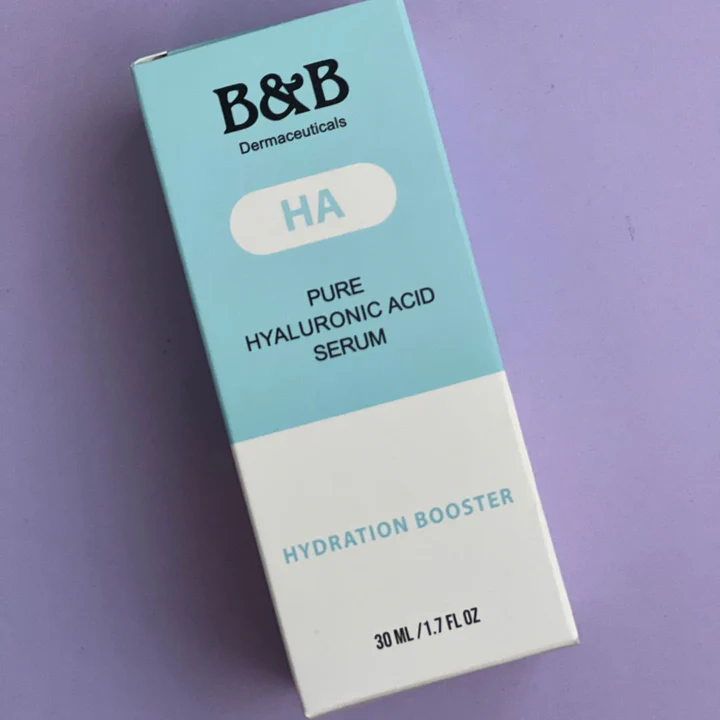 B&B
Dermaceuticals
HA
PURE
HYALURONIC ACID
SERUM
HYDRATION BOOSTER
30 ML /1.7 FL OZ